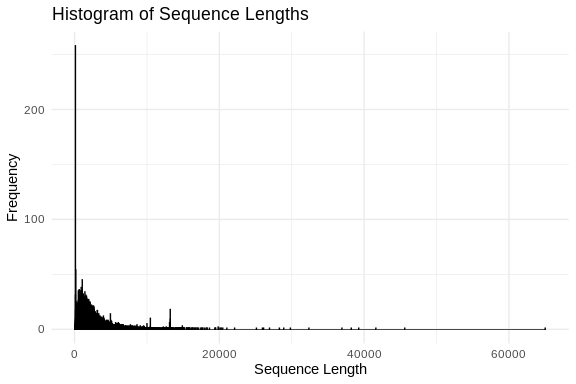 Histogram of Sequence Lengths
200
100
0
Frequency
0 20000 40000 60000
Sequence Length